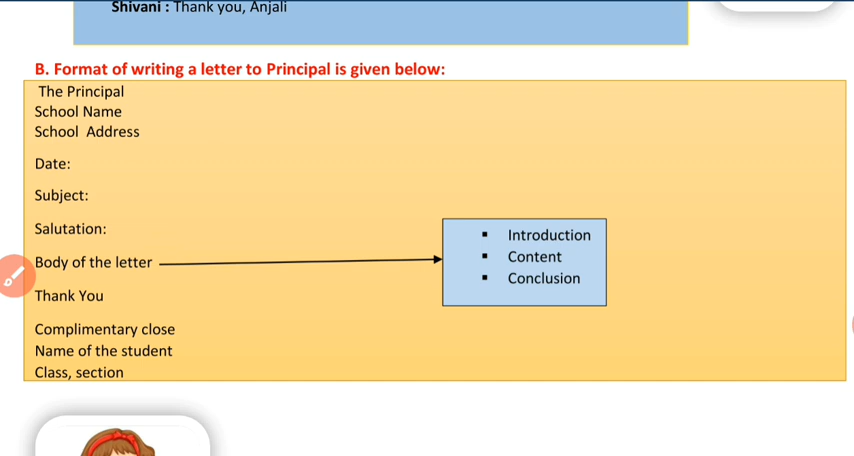 Shivani : Thank you, Anjali
B. Format of writing a letter to Principal is given below:
The Principal
School Name
School Address
Date:
Subject:
Salutation:
Body of the letter
Introduction
Content
Conclusion
Thank You
Complimentary close
Name of the student
Class, section